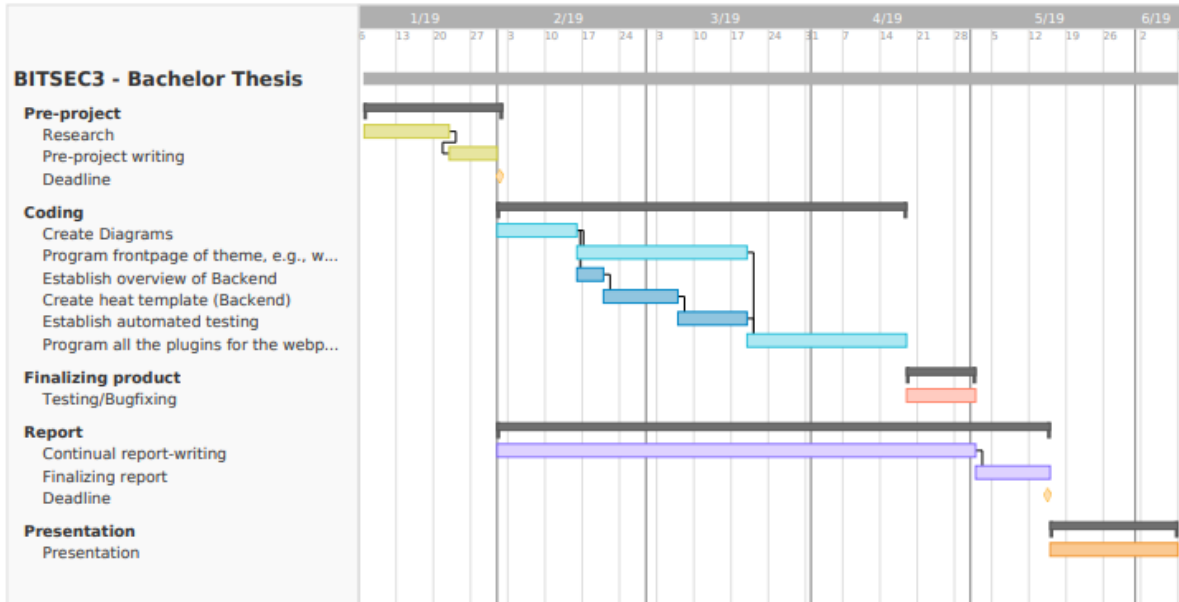 1/19 2/19 3/19 4/19 5/19 6/19
6 13 20 27 3 10 17 24 3 10 17 24 31 7 14 21 28 5 12 19 26 2
BITSEC3 - Bachelor Thesis
Pre-project
Research
Pre-project writing
Deadline
Coding
Create Diagrams
Program frontpage of theme, e.g., w...
Establish overview of Backend
Create heat template (Backend)
Establish automated testing
Program all the plugins for the webp...
Finalizing product
Testing/Bugfixing
Report
Continual report-writing
Finalizing report
Deadline
Presentation
Presentation